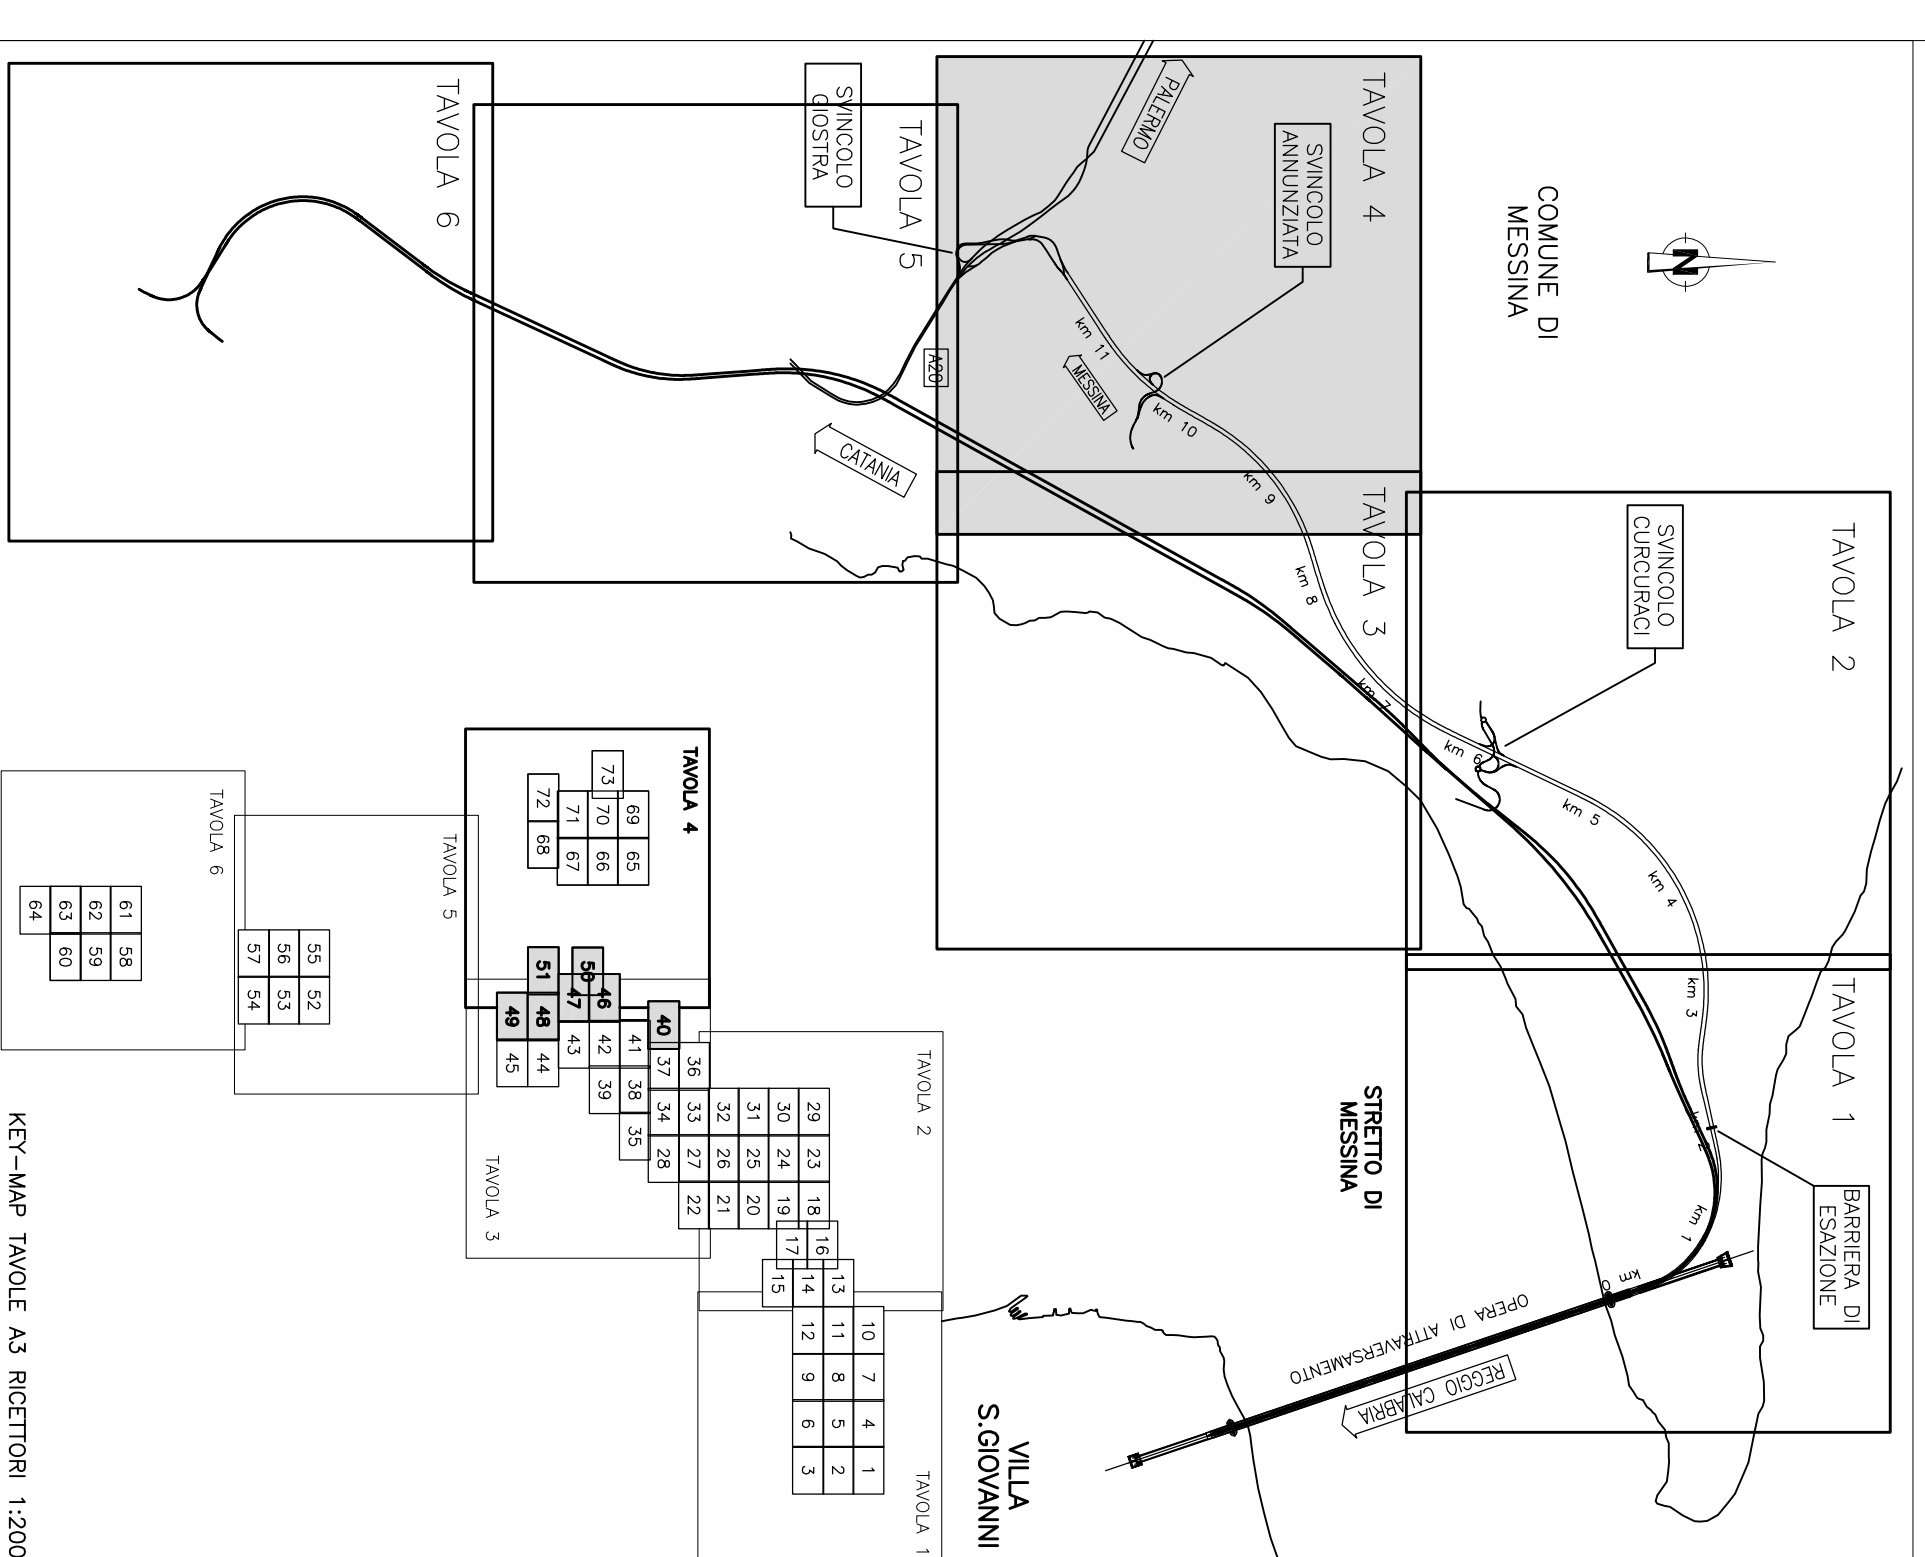 COMUNE DI
MESSINA
N
TAVOLA 4
SVINCOLO
ANNUNZIATA
PALERMO
SVINCOLO
GIOSTRA
TAVOLA 5
TAVOLA 6
A20
CATANIA
MESSINA
km 11
km 10
km 9
km 8
km 7
km 6
km 5
km 4
km 3
km 2
km 1
km 0
TAVOLA 3
TAVOLA 2
SVINCOLO
CURCURACI
TAVOLA 1
BARRIERA DI
ESAZIONE
STRETTO DI
MESSINA
OPERA DI ATTRAVERSAMENTO
REGGIO CALABRIA
VILLA
S.GIOVANNI
TAVOLA 4
73
69
70
71
72
65
66
67
68
TAVOLA 5
55
56
57
52
53
54
TAVOLA 6
61
62
63
64
58
59
60
50
51
46
47
48
49
40
41
42
43
44
45
36
37
38
39
TAVOLA 2
29
30
31
32
33
34
35
23
24
25
26
27
28
18
19
20
21
22
TAVOLA 3
16
17
13
14
15
10
11
12
7
8
9
4
5
6
1
2
3
TAVOLA 1
KEY-MAP TAVOLE A3 RICETTORI 1:200